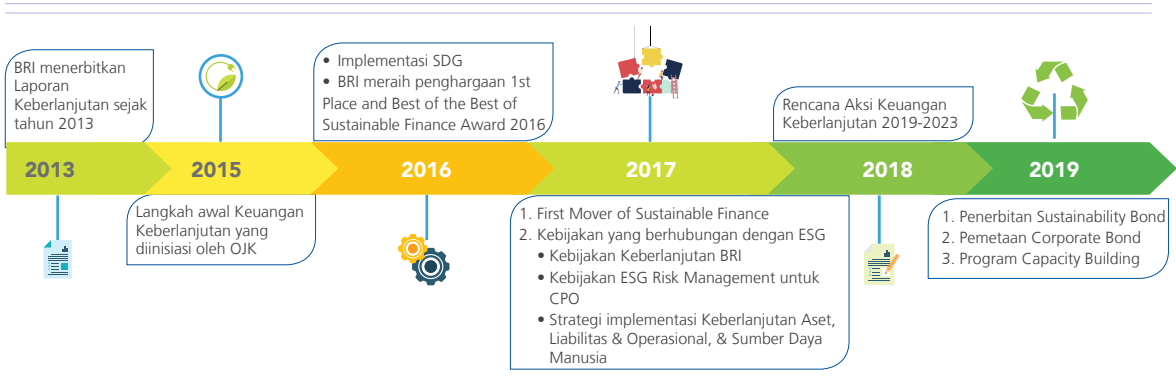 BRI menerbitkan
Laporan
Keberlanjutan sejak
tahun 2013
2013
2015
Langkah awal Keuangan
Keberlanjutan yang
diinisiasi oleh OJK
• Implementasi SDG
• BRI meraih penghargaan 1st
Place and Best of the Best of
Sustainable Finance Award 2016
2016
2017
1. First Mover of Sustainable Finance
2. Kebijakan yang berhubungan dengan ESG
• Kebijakan Keberlanjutan BRI
• Kebijakan ESG Risk Management untuk
CPO
• Strategi implementasi Keberlanjutan Aset,
Liabilitas & Operasional, & Sumber Daya
Manusia
Rencana Aksi Keuangan
Keberlanjutan 2019-2023
2018
2019
1. Penerbitan Sustainability Bond
2. Pemetaan Corporate Bond
3. Program Capacity Building